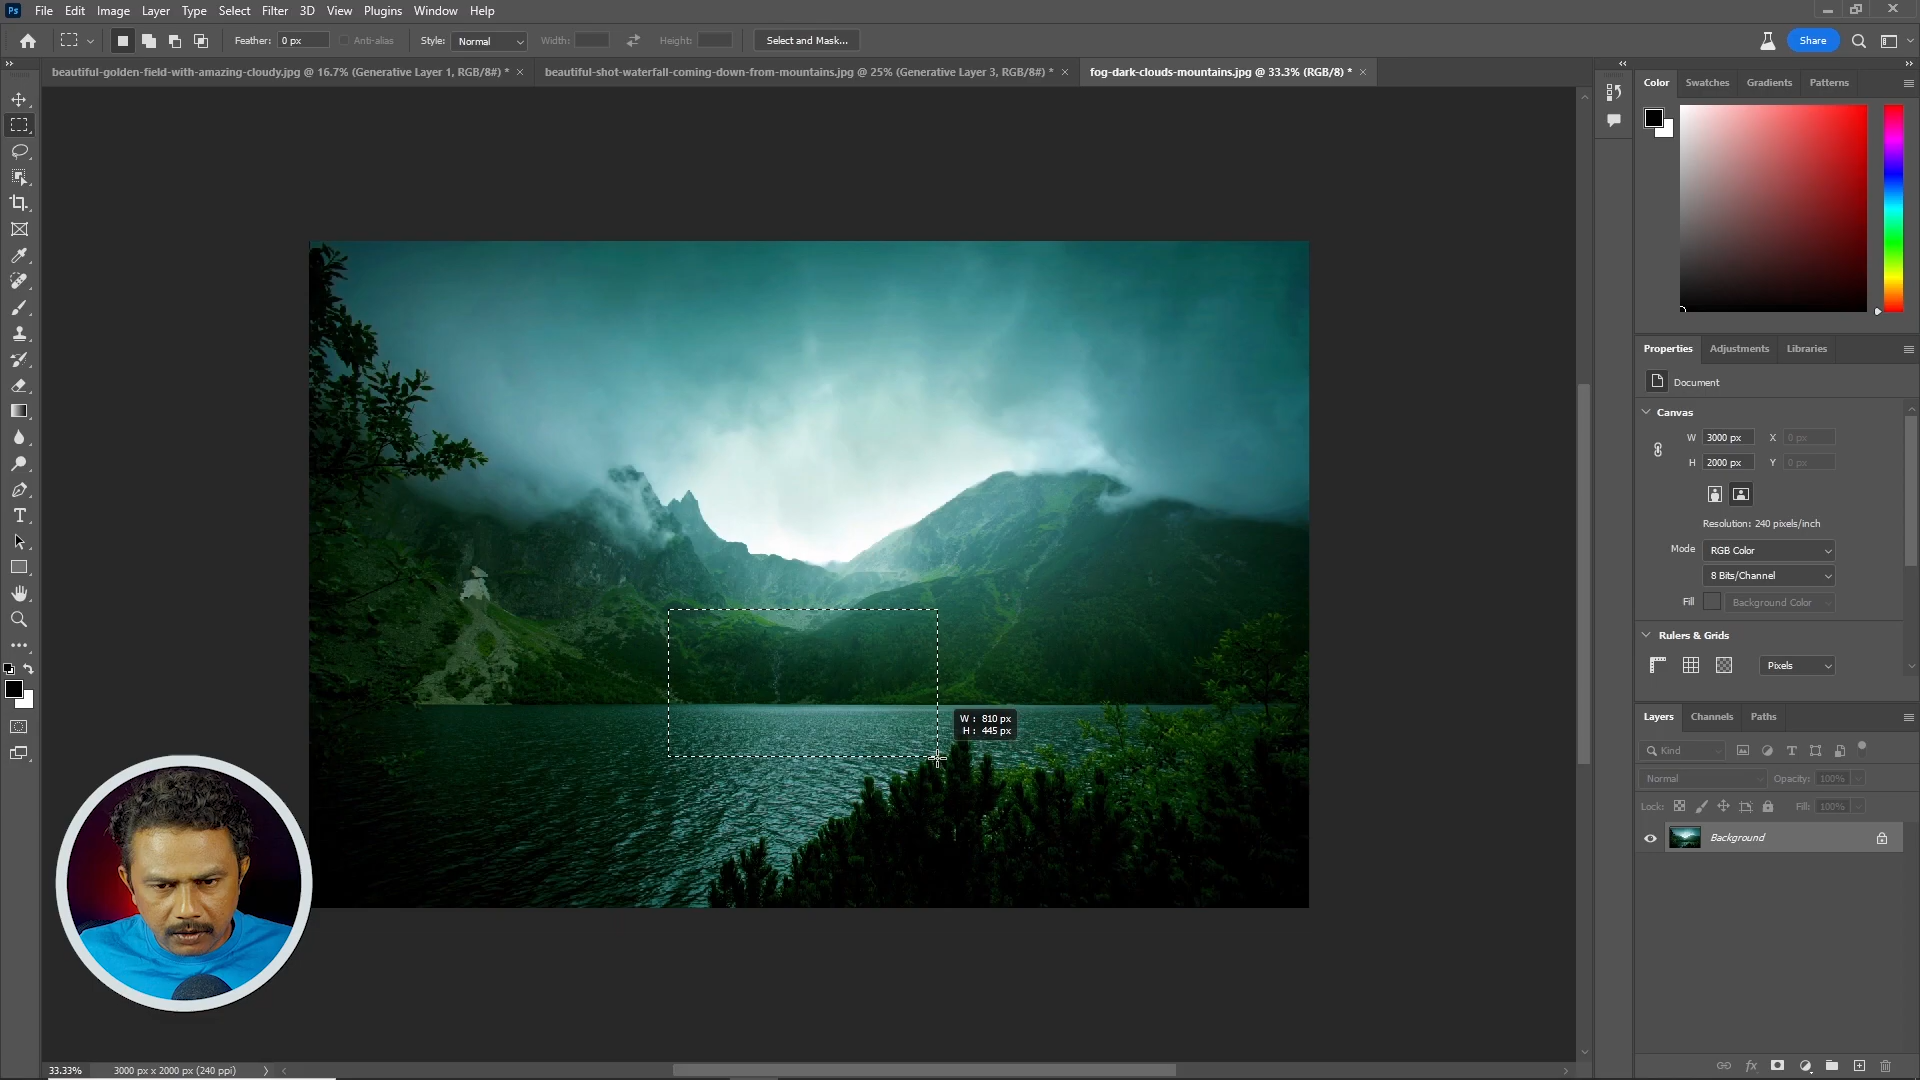 Ps File Edit Image Layer Type Select Filter 3D View Plugins Window Help
Feather: 0 px Anti-alias Style: Normal Width: Height: Select and Mask... Share
beautiful-golden-field-with-amazing-cloudy.jpg @ 16.7% (Generative Layer 1, RGB/8#) * × beautiful-shot-waterfall-coming-down-from-mountains.jpg @ 25% (Generative Layer 3, RGB/8#) * × fog-dark-clouds-mountains.jpg @ 33.3% (RGB/8) * ×
Color Swatches Gradients Patterns
Properties Adjustments Libraries
Document
Canvas
W 3000 px X 0 px
H 2000 px Y 0 px
Resolution: 240 pixels/inch
Mode RGB Color
8 Bits/Channel
Fill Background Color
Rulers & Grids
Pixels
W : 810 px
H : 445 px
Layers Channels Paths
Kind
Normal Opacity: 100%
Lock: Fill: 100%
Background
fx
33.33% 3000 px x 2000 px (240 ppi)